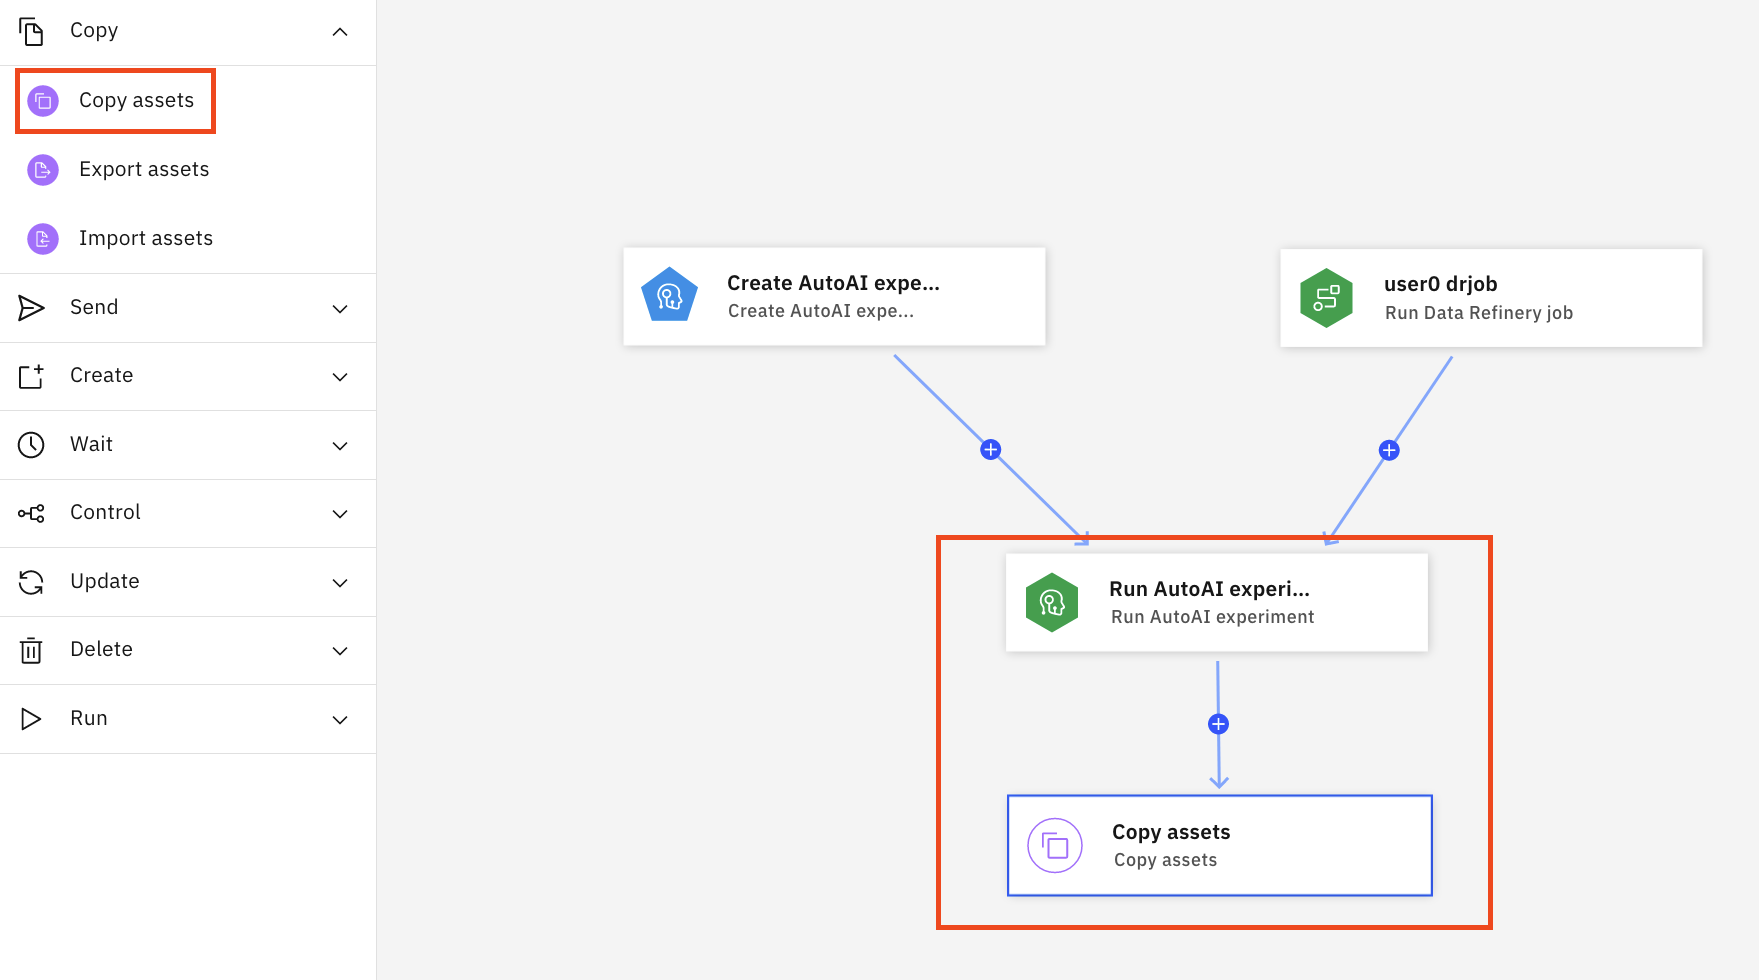 Copy
Copy assets
Export assets
Import assets
Send
Create
Wait
Control
Update
Delete
Run
Create AutoAI expe...
Create AutoAI expe...
user0 drjob
Run Data Refinery job
Run AutoAI experi...
Run AutoAI experiment
Copy assets
Copy assets